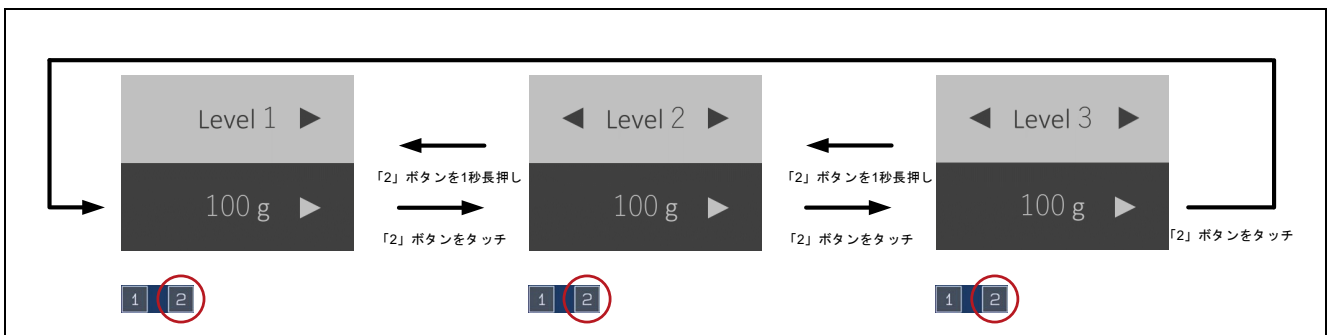 Level 1 ▶
◀ Level 2 ▶
◀ Level 3 ▶
「2」ボタンを1秒長押し
「2」ボタンを1秒長押し
100 g ▶
100 g ▶
100 g ▶
「2」ボタンをタッチ
「2」ボタンをタッチ
「2」ボタンをタッチ
1 2
1 2
1 2